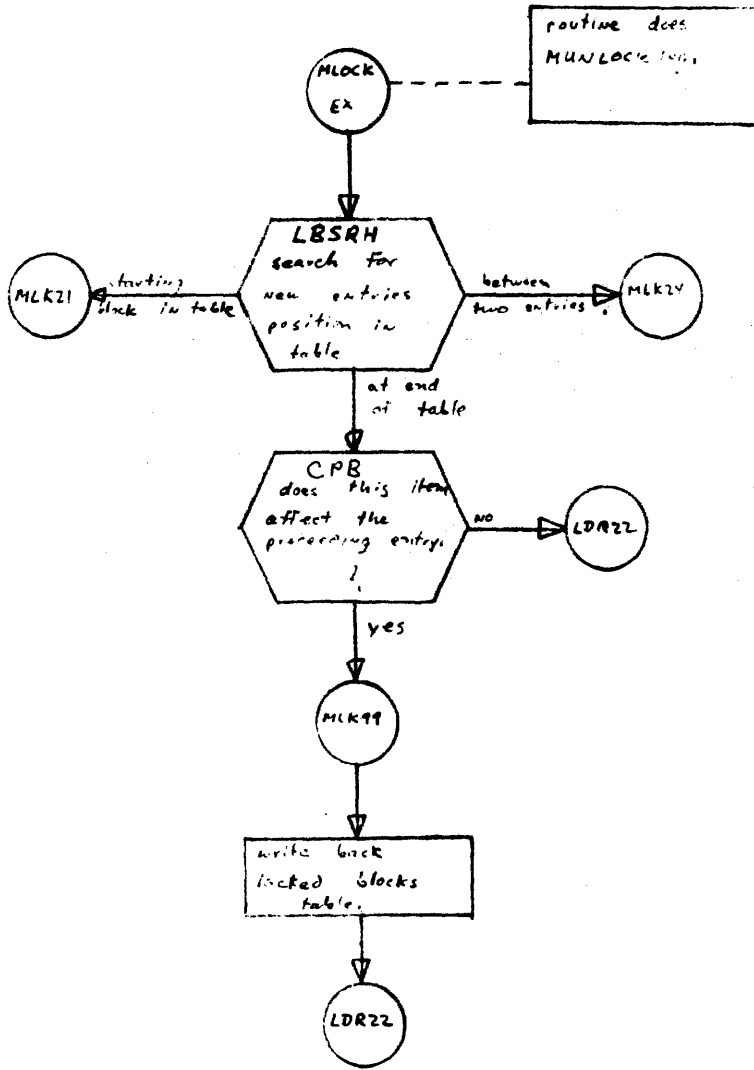 routine does
MUNLOCK
MLOCK
EX
LBSRH
search for
new entries
position in
table
MLK21
starting
block in table
between
two entries.
MLK24
at end
of table
CPB
does this item
affect the
preceeding entry.
?
NO
LDR22
yes
MLK99
write back
locked blocks
table.
LDR22